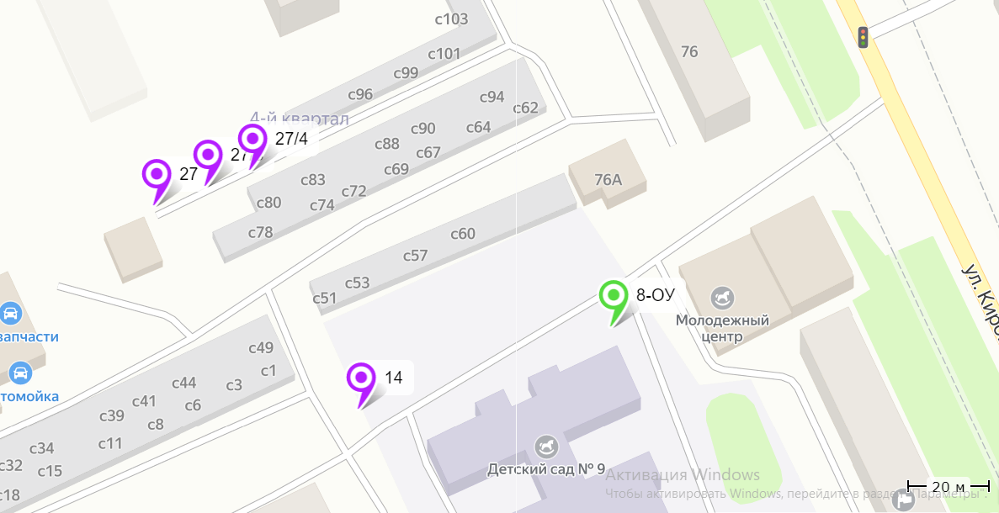 с103
с101
76
с99
с96
с94
с62
4-й квартал
с90
с64
27/4
с88
с67
27
с69
с83
76А
с72
с80
с74
с78
с60
с57
с53
8-ОУ
с51
ул. Киро
Молодежный
центр
запчасти
с49
с1
14
с44
с3
томойка
с41
с6
с39
с8
с11
с34
с32
с15
Детский сад № 9
Активация Windows
20 м
Чтобы активировать Windows, перейдите в раздел "Параметры".
с18